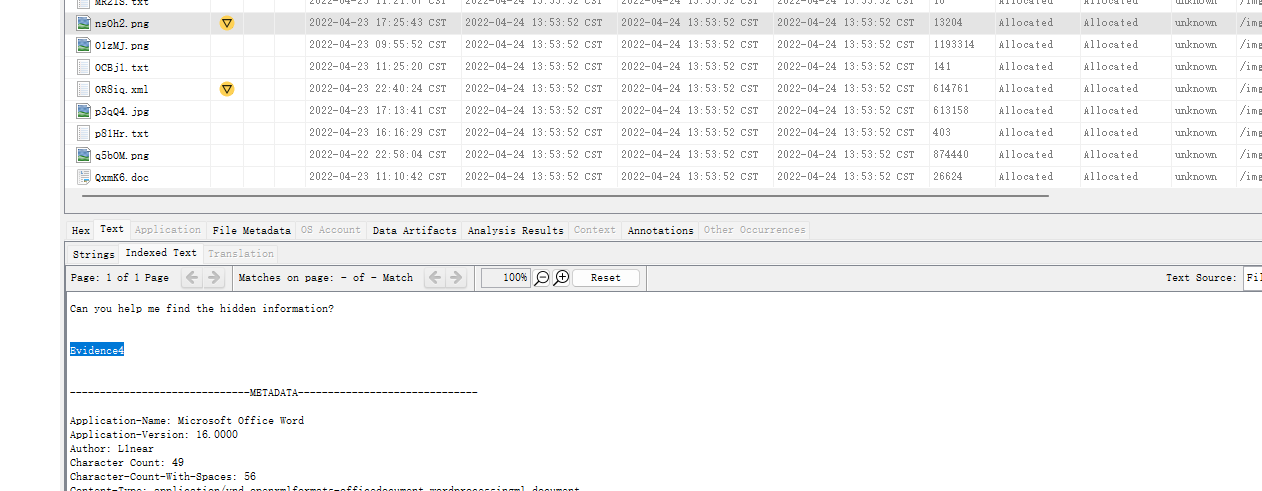 MR21S.txt 2022-04-23 11:21:01 CST 2022-04-24 13:53:52 CST 2022-04-24 13:53:52 CST 2022-04-24 13:53:52 CST Allocated Allocated unknown /img
ns0h2.png 2022-04-23 17:25:43 CST 2022-04-24 13:53:52 CST 2022-04-24 13:53:52 CST 2022-04-24 13:53:52 CST 13204 Allocated Allocated unknown /img
O1zMJ.png 2022-04-23 09:55:52 CST 2022-04-24 13:53:52 CST 2022-04-24 13:53:52 CST 2022-04-24 13:53:52 CST 1193314 Allocated Allocated unknown /img
OCBj1.txt 2022-04-23 11:25:20 CST 2022-04-24 13:53:52 CST 2022-04-24 13:53:52 CST 2022-04-24 13:53:52 CST 141 Allocated Allocated unknown /img
OR8iq.xml 2022-04-23 22:40:24 CST 2022-04-24 13:53:52 CST 2022-04-24 13:53:52 CST 2022-04-24 13:53:52 CST 614761 Allocated Allocated unknown /img
p3qQ4.jpg 2022-04-23 17:13:41 CST 2022-04-24 13:53:52 CST 2022-04-24 13:53:52 CST 2022-04-24 13:53:52 CST 613158 Allocated Allocated unknown /img
p81Hr.txt 2022-04-23 16:16:29 CST 2022-04-24 13:53:52 CST 2022-04-24 13:53:52 CST 2022-04-24 13:53:52 CST 403 Allocated Allocated unknown /img
q5b0M.png 2022-04-22 22:58:04 CST 2022-04-24 13:53:52 CST 2022-04-24 13:53:52 CST 2022-04-24 13:53:52 CST 874440 Allocated Allocated unknown /img
QxmK6.doc 2022-04-23 11:10:42 CST 2022-04-24 13:53:52 CST 2022-04-24 13:53:52 CST 2022-04-24 13:53:52 CST 26624 Allocated Allocated unknown /img
Hex Text Application File Metadata OS Account Data Artifacts Analysis Results Context Annotations Other Occurrences
Strings Indexed Text Translation
Page: 1 of 1 Page Matches on page: - of - Match 100% Reset Text Source: Fil
Can you help me find the hidden information?
Evidence4
------------------------------METADATA------------------------------
Application-Name: Microsoft Office Word
Application-Version: 16.0000
Author: L1near
Character Count: 49
Character-Count-With-Spaces: 56
Content-Type: application/vnd.openxmlformats-officedocument.wordprocessingml.document